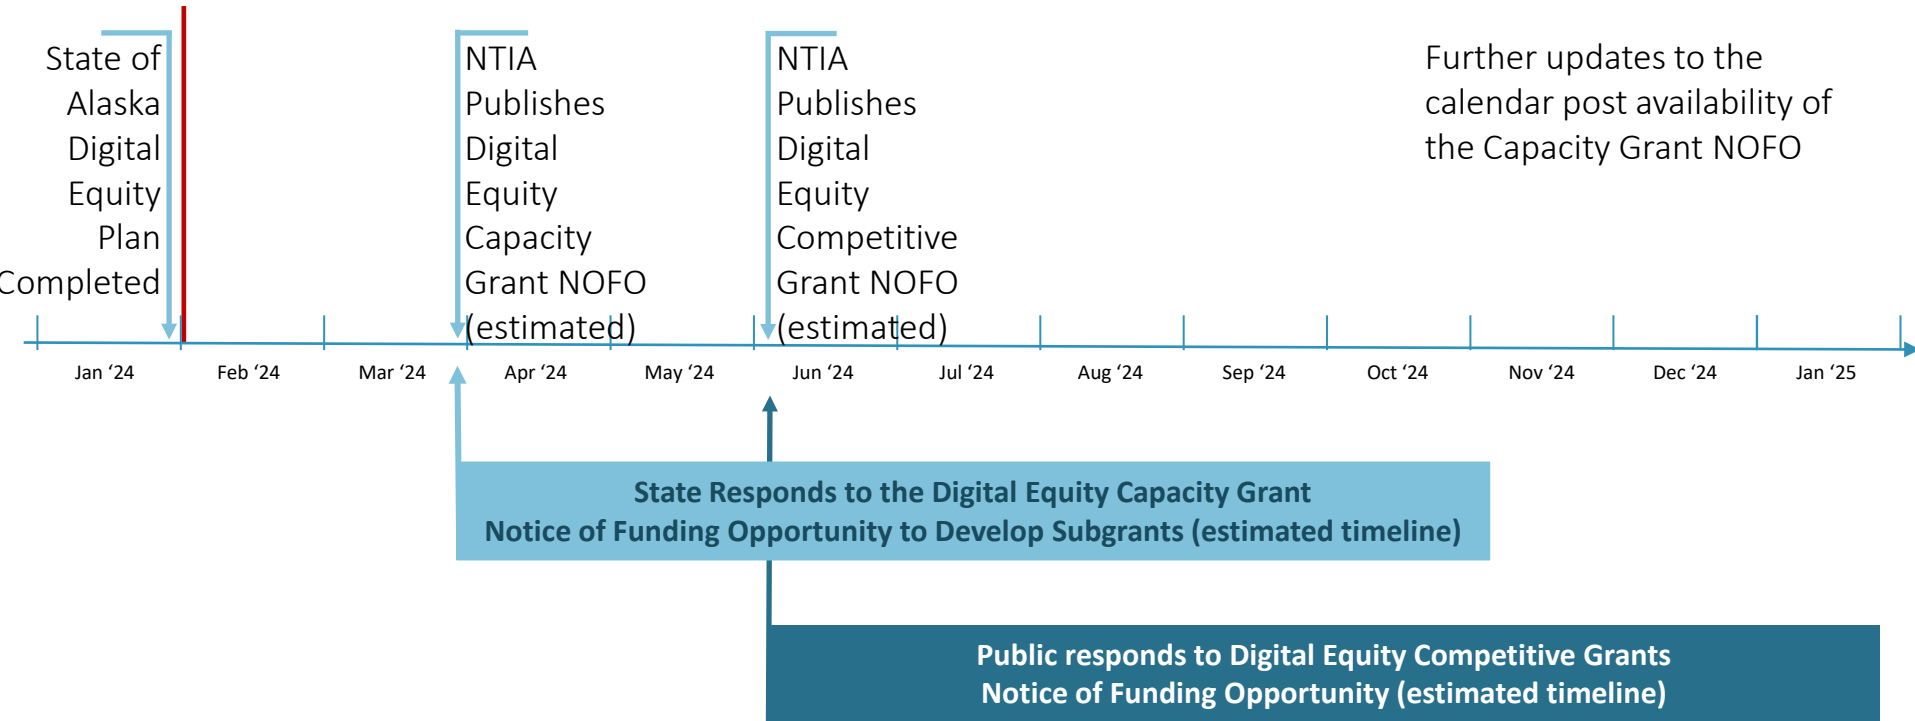 State of
Alaska
Digital
Equity
Plan
Completed
NTIA
Publishes
Digital
Equity
Capacity
Grant NOFO
(estimated)
NTIA
Publishes
Digital
Equity
Competitive
Grant NOFO
(estimated)
Further updates to the
calendar post availability of
the Capacity Grant NOFO
Jan ‘24
Feb ‘24
Mar ‘24
Apr ‘24
May ‘24
Jun ‘24
Jul ‘24
Aug ‘24
Sep ‘24
Oct ‘24
Nov ‘24
Dec ‘24
Jan ‘25
State Responds to the Digital Equity Capacity Grant
Notice of Funding Opportunity to Develop Subgrants (estimated timeline)
Public responds to Digital Equity Competitive Grants
Notice of Funding Opportunity (estimated timeline)